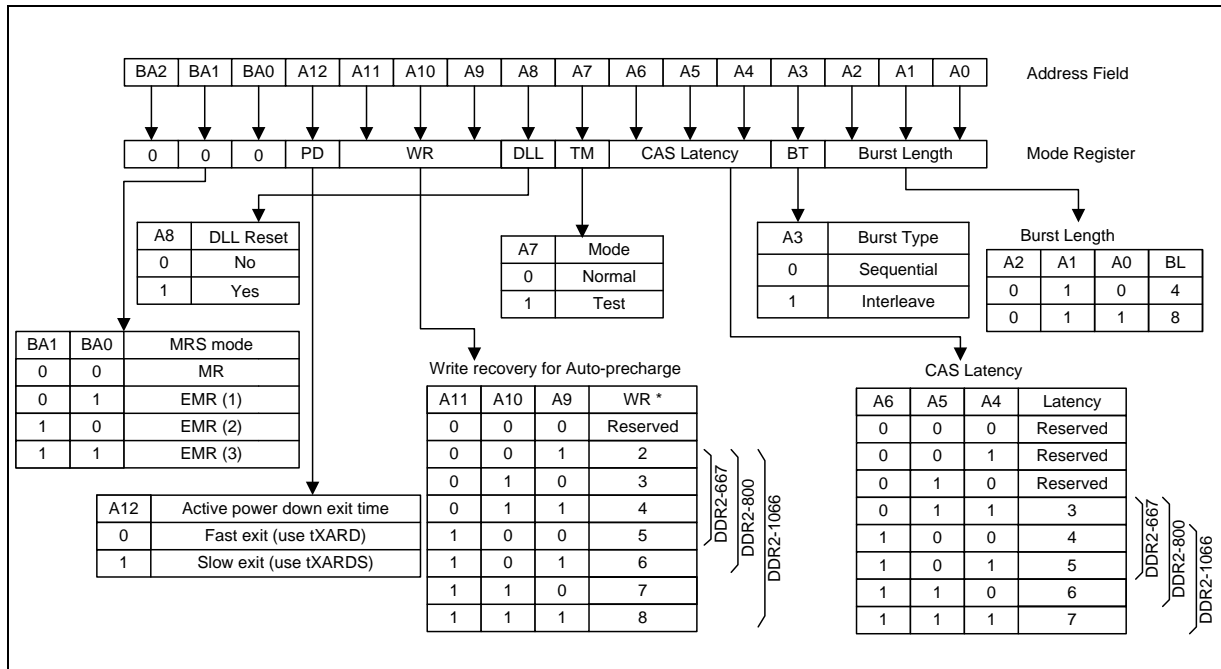 BA2 BA1 BA0 A12 A11 A10 A9 A8 A7 A6 A5 A4 A3 A2 A1 A0 Address Field
0 0 0 PD WR DLL TM CAS Latency BT Burst Length Mode Register
A8 DLL Reset
0 No
1 Yes
A7 Mode
0 Normal
1 Test
A3 Burst Type
0 Sequential
1 Interleave
Burst Length
A2 A1 A0 BL
0 1 0 4
0 1 1 8
BA1 BA0 MRS mode
0 0 MR
0 1 EMR (1)
1 0 EMR (2)
1 1 EMR (3)
A12 Active power down exit time
0 Fast exit (use tXARD)
1 Slow exit (use tXARDS)
Write recovery for Auto-precharge
A11 A10 A9 WR *
0 0 0 Reserved
0 0 1 2
0 1 0 3
0 1 1 4
1 0 0 5
1 0 1 6
1 1 0 7
1 1 1 8
DDR2-667
DDR2-800
DDR2-1066
CAS Latency
A6 A5 A4 Latency
0 0 0 Reserved
0 0 1 Reserved
0 1 0 Reserved
0 1 1 3
1 0 0 4
1 0 1 5
1 1 0 6
1 1 1 7
DDR2-667
DDR2-800
DDR2-1066